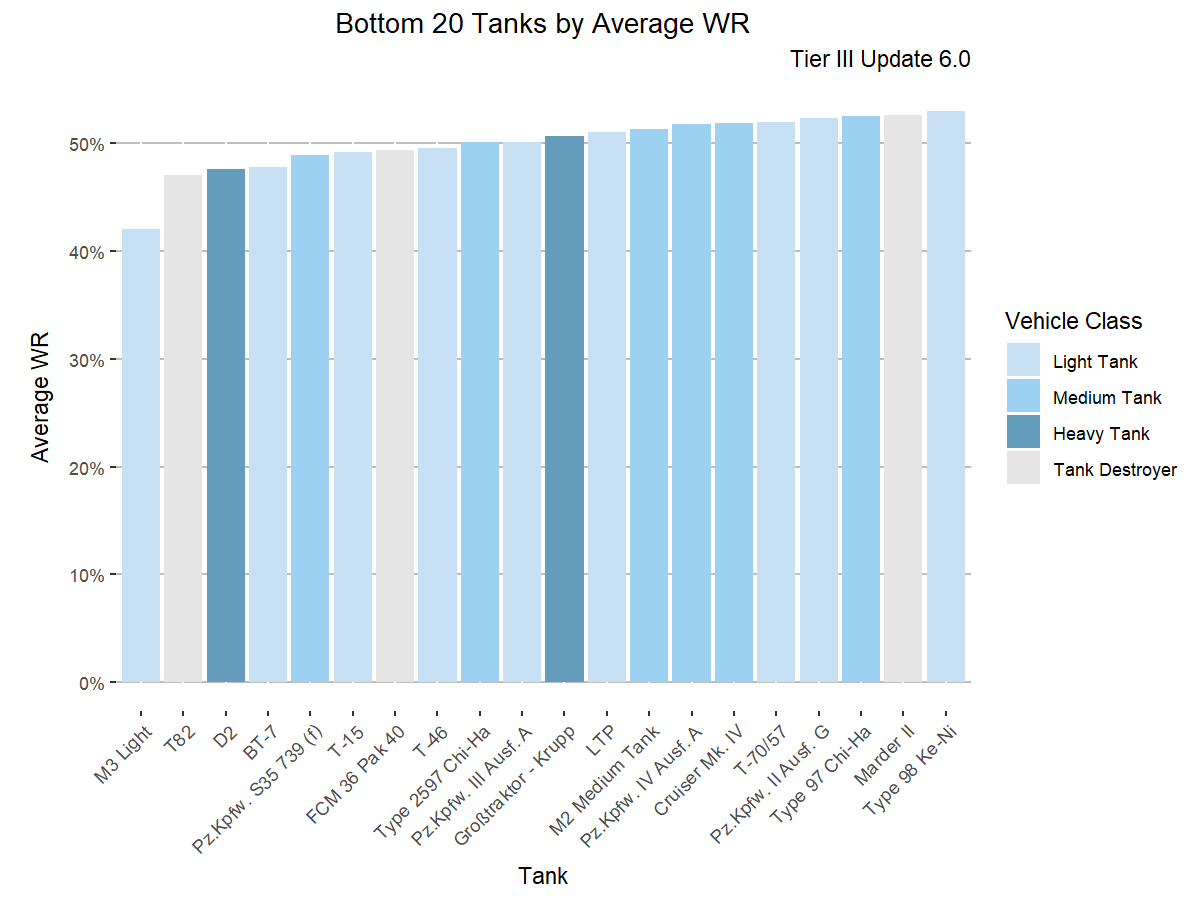 Bottom 20 Tanks by Average WR
Tier III Update 6.0
Average WR
50%
40%
30%
20%
10%
0%
M3 Light
T82
D2
BT-7
Pz.Kpfw. S35 739 (f)
T-15
FCM 36 Pak 40
T-46
Type 2597 Chi-Ha
Pz.Kpfw. III Ausf. A
Großtraktor - Krupp
LTP
M2 Medium Tank
Pz.Kpfw. IV Ausf. A
Cruiser Mk. IV
T-70/57
Pz.Kpfw. II Ausf. G
Type 97 Chi-Ha
Marder II
Type 98 Ke-Ni
Tank
Vehicle Class
Light Tank
Medium Tank
Heavy Tank
Tank Destroyer